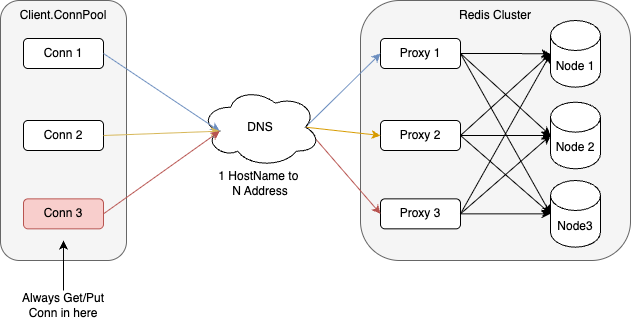 Client.ConnPool
Redis Cluster
Conn 1
Proxy 1
Node 1
Conn 2
DNS
Proxy 2
Node 2
1 HostName to
N Address
Conn 3
Proxy 3
Node3
Always Get/Put
Conn in here